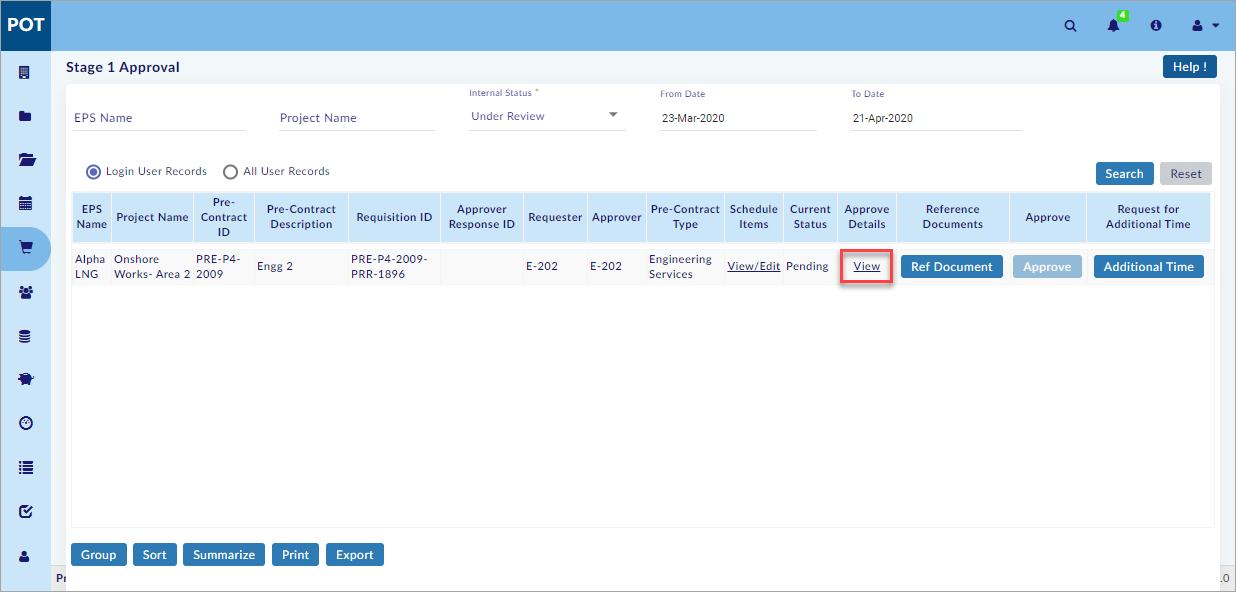 POT
4
Stage 1 Approval
Help !
Internal Status *
From Date
To Date
EPS Name
Project Name
Under Review
23-Mar-2020
21-Apr-2020
Login User Records
All User Records
Search
Reset
EPS Name
Project Name
Pre-Contract ID
Pre-Contract Description
Requisition ID
Approver Response ID
Requester
Approver
Pre-Contract Type
Schedule Items
Current Status
Approve Details
Reference Documents
Approve
Request for Additional Time
Alpha LNG
Onshore Works- Area 2
PRE-P4-2009
Engg 2
PRE-P4-2009-PRR-1896
E-202
E-202
Engineering Services
View/Edit
Pending
View
Ref Document
Approve
Additional Time
Group
Sort
Summarize
Print
Export